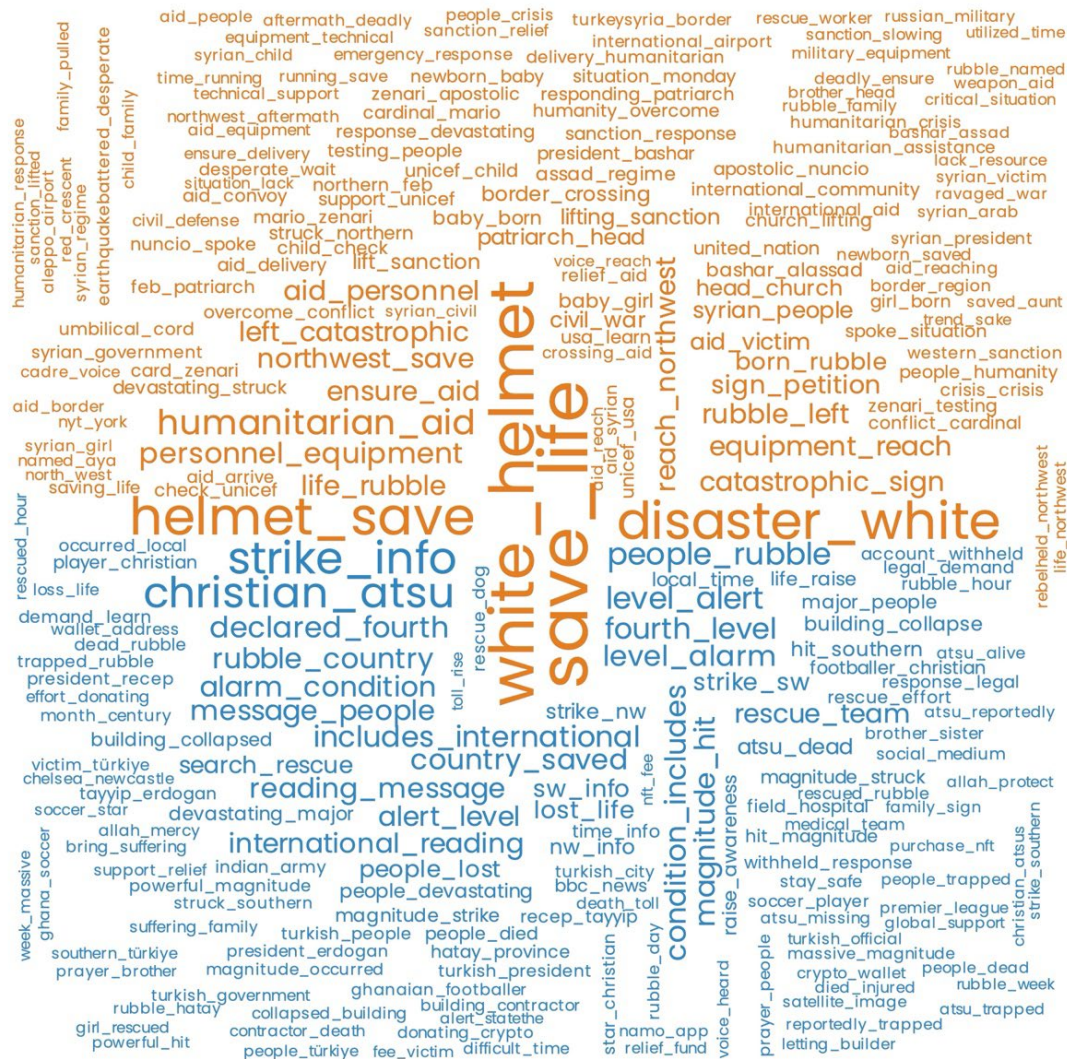 aid_people
aftermath_deadly
people_crisis
turkeysyria_border
rescue_worker
russian_military
sanction_relief
sanction_slowing
utilized_time
equipment_technical
international_airport
military_equipment
syrian_child
emergency_response
delivery_humanitarian
rubble_named
time_running
running_save
newborn_baby
situation_monday
deadly_ensure
weapon_aid
technical_support
zenari_apostolic
responding_patriarch
brother_head
critical_situation
northwest_aftermath
cardinal_mario
humanity_overcome
rubble_family
aid_equipment
response_devastating
sanction_response
humanitarian_crisis
bashar_assad
ensure_delivery
testing_people
president_bashar
humanitarian_assistance
desperate_wait
unicef_child
assad_regime
apostolic_nuncio
lack_resource
situation_lack
northern_feb
border_crossing
international_community
syrian_victim
aid_convoy
support_unicef
ravaged_war
civil_defense
mario_zenari
baby_born
lifting_sanction
international_aid
syrian_arab
struck_northern
church_lifting
nuncio_spoke
child_check
patriarch_head
united_nation
syrian_president
aid_delivery
lift_sanction
voice_reach
newborn_saved
feb_patriarch
aid_personnel
relief_aid
bashar_alassad
aid_reaching
overcome_conflict
syrian_civil
baby_girl
head_church
border_region
umbilical_cord
left_catastrophic
civil_war
syrian_people
girl_born
saved_aunt
usa_learn
trend_sake
syrian_government
northwest_save
crossing_aid
aid_victim
spoke_situation
cadre_voice
card_zenari
born_rubble
western_sanction
devastating_struck
ensure_aid
sign_petition
people_humanity
crisis_crisis
aid_border
humanitarian_aid
rubble_left
zenari_testing
nyt_york
conflict_cardinal
syrian_girl
personnel_equipment
equipment_reach
named_aya
north_west
aid_arrive
life_rubble
catastrophic_sign
saving_life
check_unicef
helmet_save
disaster_white
white_helmet
save_life
reach_northwest
aid_reach
aid_syrian
unicef_usa
humanitarian_response
sanction_lifted
aleppo_airport
family_pulled
red_crescent
syrian_regime
earthquakebattered_desperate
child_family
rebelheld_northwest
life_northwest
rescued_hour
occurred_local
strike_info
people_rubble
account_withheld
player_christian
legal_demand
loss_life
christian_atsu
local_time
life_raise
rubble_hour
rescue_dog
level_alert
major_people
demand_learn
declared_fourth
fourth_level
building_collapse
wallet_address
dead_rubble
hit_southern
atsu_alive
trapped_rubble
rubble_country
level_alarm
footballer_christian
president_recep
alarm_condition
toll_rise
strike_sw
response_legal
effort_donating
rescue_effort
month_century
message_people
strike_nw
rescue_team
atsu_reportedly
building_collapsed
includes_international
atsu_dead
brother_sister
social_medium
victim_türkiye
search_rescue
country_saved
magnitude_struck
allah_protect
chelsea_newcastle
tayyip_erdogan
reading_message
sw_info
nft_fee
rescued_rubble
soccer_star
devastating_major
alert_level
lost_life
field_hospital
family_sign
medical_team
allah_mercy
time_info
hit_magnitude
purchase_nft
bring_suffering
international_reading
nw_info
withheld_response
support_relief
indian_army
people_lost
turkish_city
stay_safe
people_trapped
powerful_magnitude
people_devastating
bbc_news
struck_southern
death_toll
soccer_player
premier_league
magnitude_strike
recep_tayyip
atsu_missing
global_support
suffering_family
turkish_people
people_died
turkish_official
southern_türkiye
president_erdogan
hatay_province
massive_magnitude
prayer_brother
magnitude_occurred
turkish_president
crypto_wallet
people_dead
died_injured
rubble_week
turkish_government
ghanaian_footballer
satellite_image
rubble_hatay
collapsed_building
building_contractor
atsu_trapped
girl_rescued
alert_statethe
reportedly_trapped
contractor_death
donating_crypto
namo_app
powerful_hit
people_türkiye
fee_victim
difficult_time
relief_fund
letting_builder
condition_includes
magnitude_hit
raise_awareness
week_massive
ghana_soccer
star_christian
rubble_day
voice_heard
prayer_people
christian_atsus
strike_southern